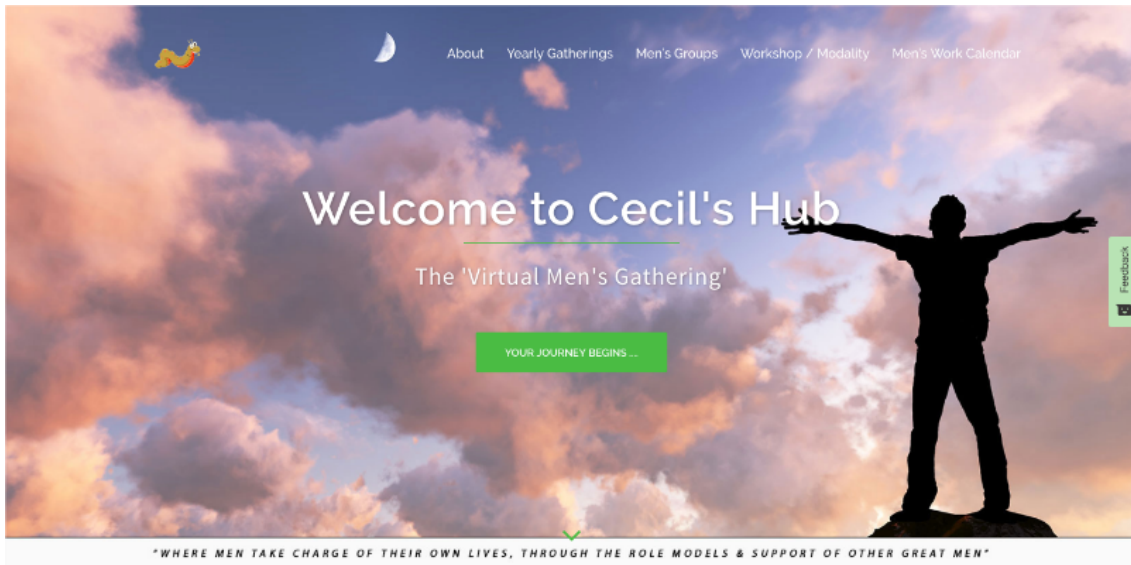 About Yearly Gatherings Men's Groups Workshop / Modality Men's Work Calendar
Welcome to Cecil's Hub
The 'Virtual Men's Gathering'
Feedback
YOUR JOURNEY BEGINS ...
"WHERE MEN TAKE CHARGE OF THEIR OWN LIVES, THROUGH THE ROLE MODELS & SUPPORT OF OTHER GREAT MEN"